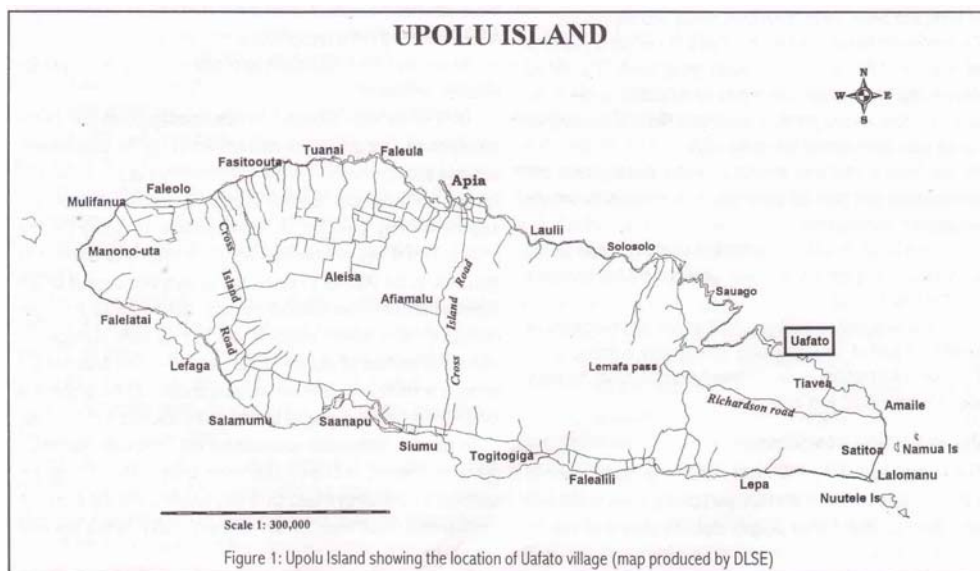 UPOLU ISLAND
N
W E
S
Tuanai
Faleula
Fasitoouta
Apia
Faleolo
Mulifanua
Laulii
Solosolo
Manono-uta
Cross Island Road
Aleisa
Afiamalu
Cross Island Road
Sauago
Falelatai
Uafato
Lefaga
Lemafa pass
Tiavea
Richardson road
Amaile
Salamumu
Saanapu
Siumu
Togitogiga
Satitoa
Namua Is
Falealili
Lepa
Lalomanu
Nuutele Is
Scale 1: 300,000
Figure 1: Upolu Island showing the location of Uafato village (map produced by DLSE)